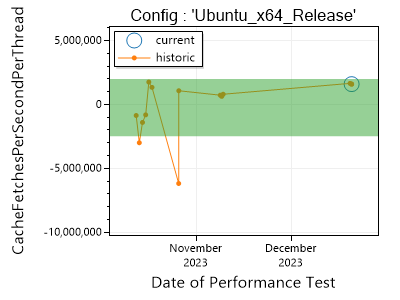 Config : 'Ubuntu_x64_Release'
current
historic
CacheFetchesPerSecondPerThread
5,000,000
0
-5,000,000
-10,000,000
November
2023
December
2023
Date of Performance Test